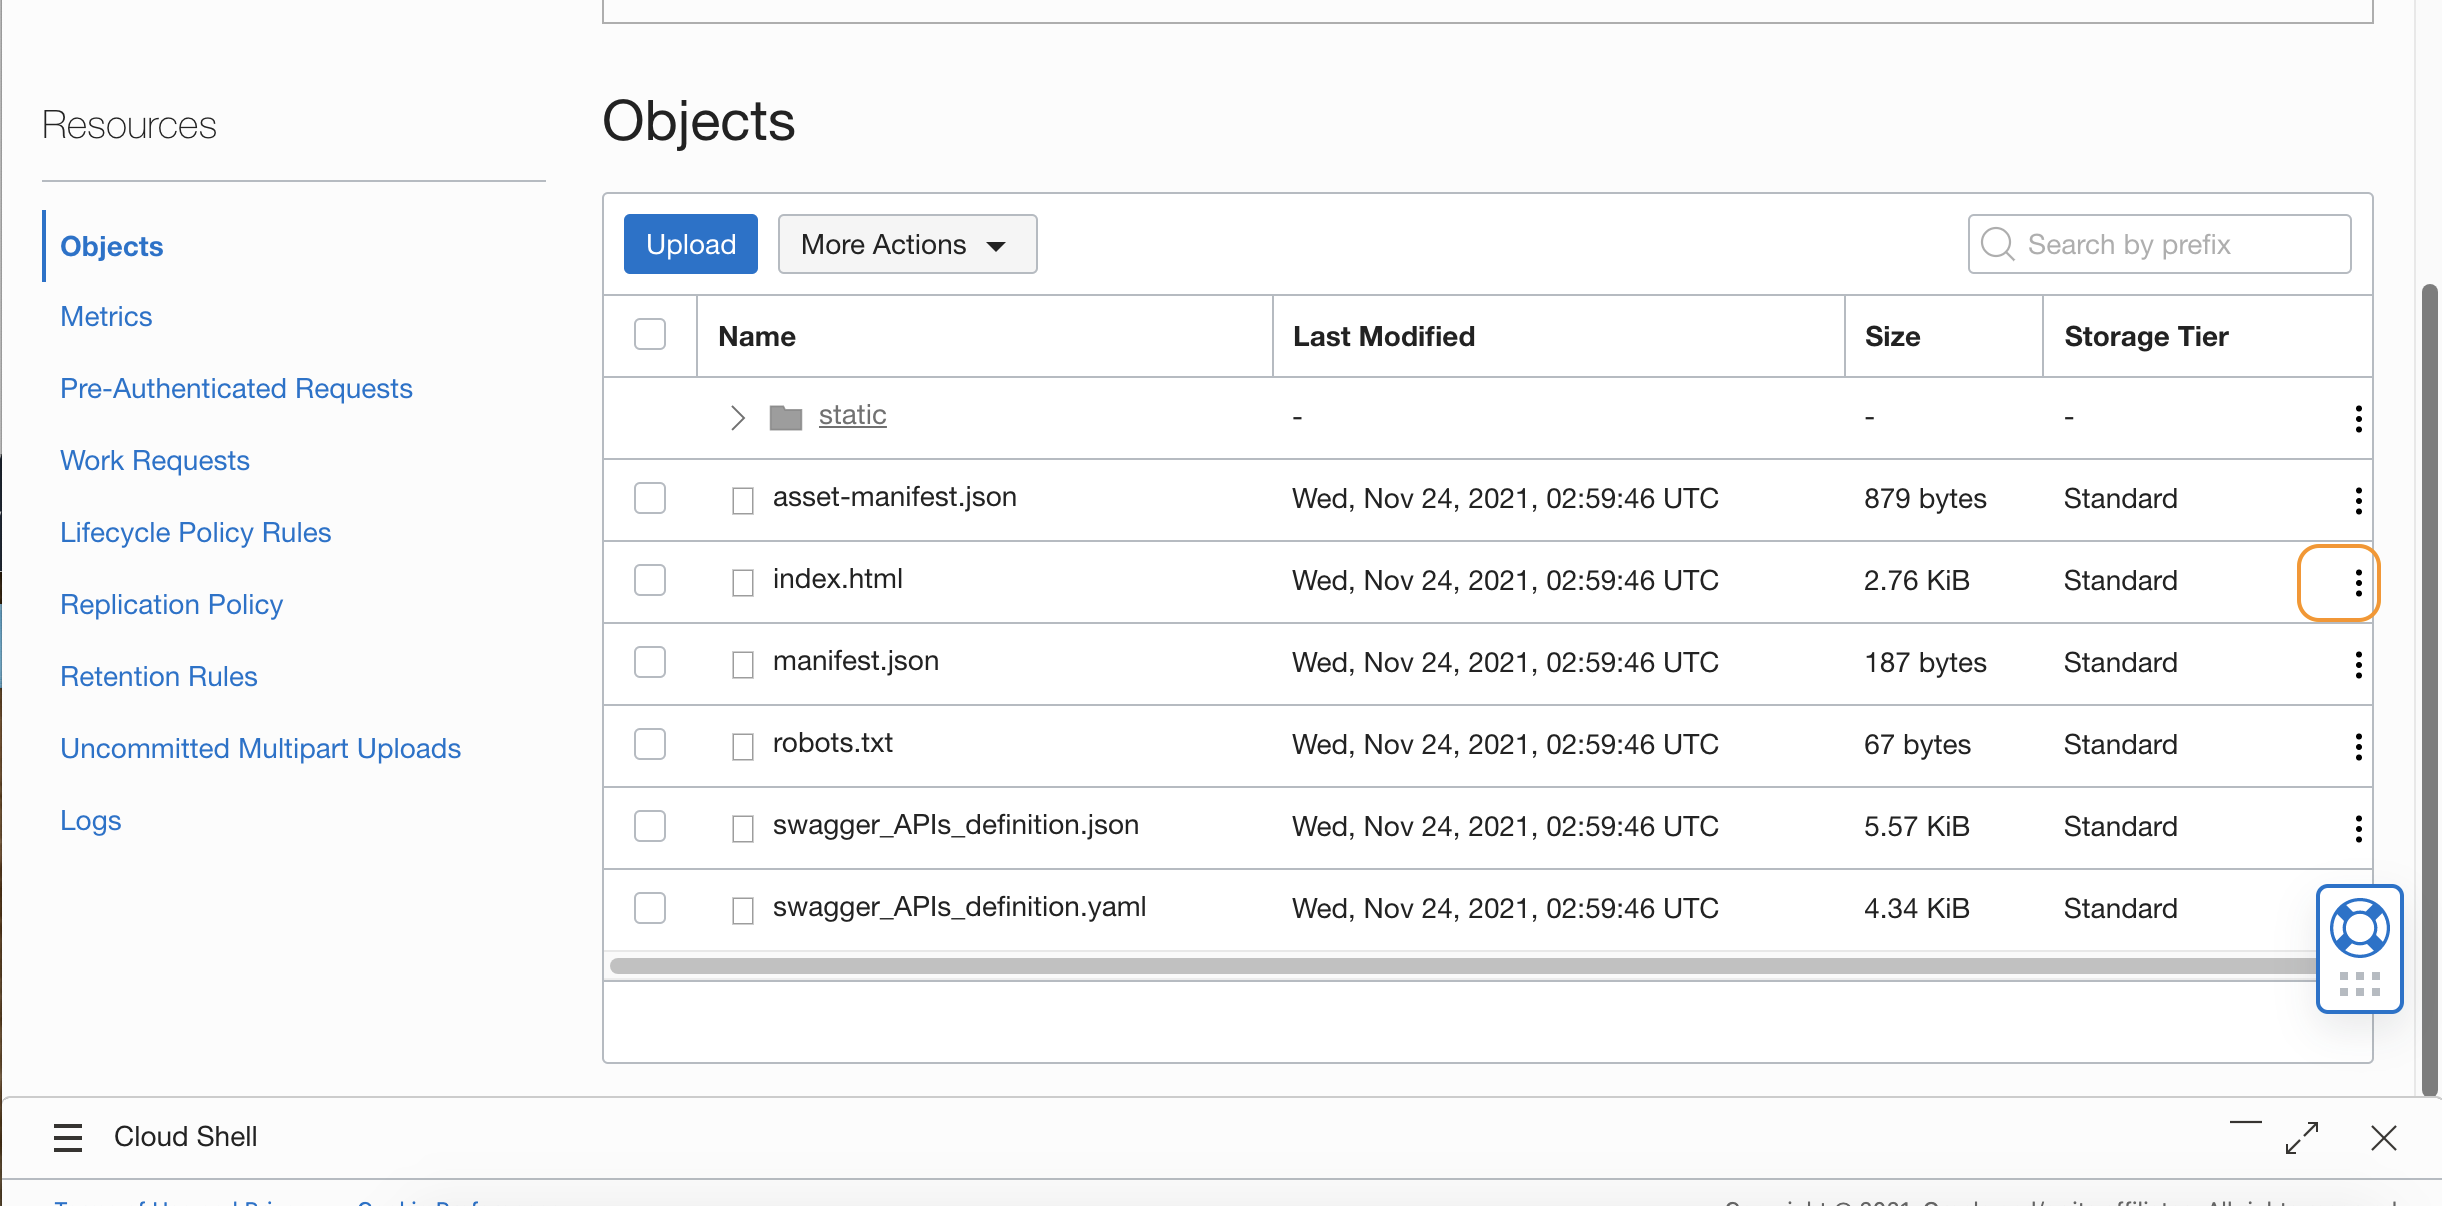 Resources
Objects
Metrics
Pre-Authenticated Requests
Work Requests
Lifecycle Policy Rules
Replication Policy
Retention Rules
Uncommitted Multipart Uploads
Logs
Objects
Upload More Actions Search by prefix
Name Last Modified Size Storage Tier
static - - -
asset-manifest.json Wed, Nov 24, 2021, 02:59:46 UTC 879 bytes Standard
index.html Wed, Nov 24, 2021, 02:59:46 UTC 2.76 KiB Standard
manifest.json Wed, Nov 24, 2021, 02:59:46 UTC 187 bytes Standard
robots.txt Wed, Nov 24, 2021, 02:59:46 UTC 67 bytes Standard
swagger_APIs_definition.json Wed, Nov 24, 2021, 02:59:46 UTC 5.57 KiB Standard
swagger_APIs_definition.yaml Wed, Nov 24, 2021, 02:59:46 UTC 4.34 KiB Standard
Cloud Shell